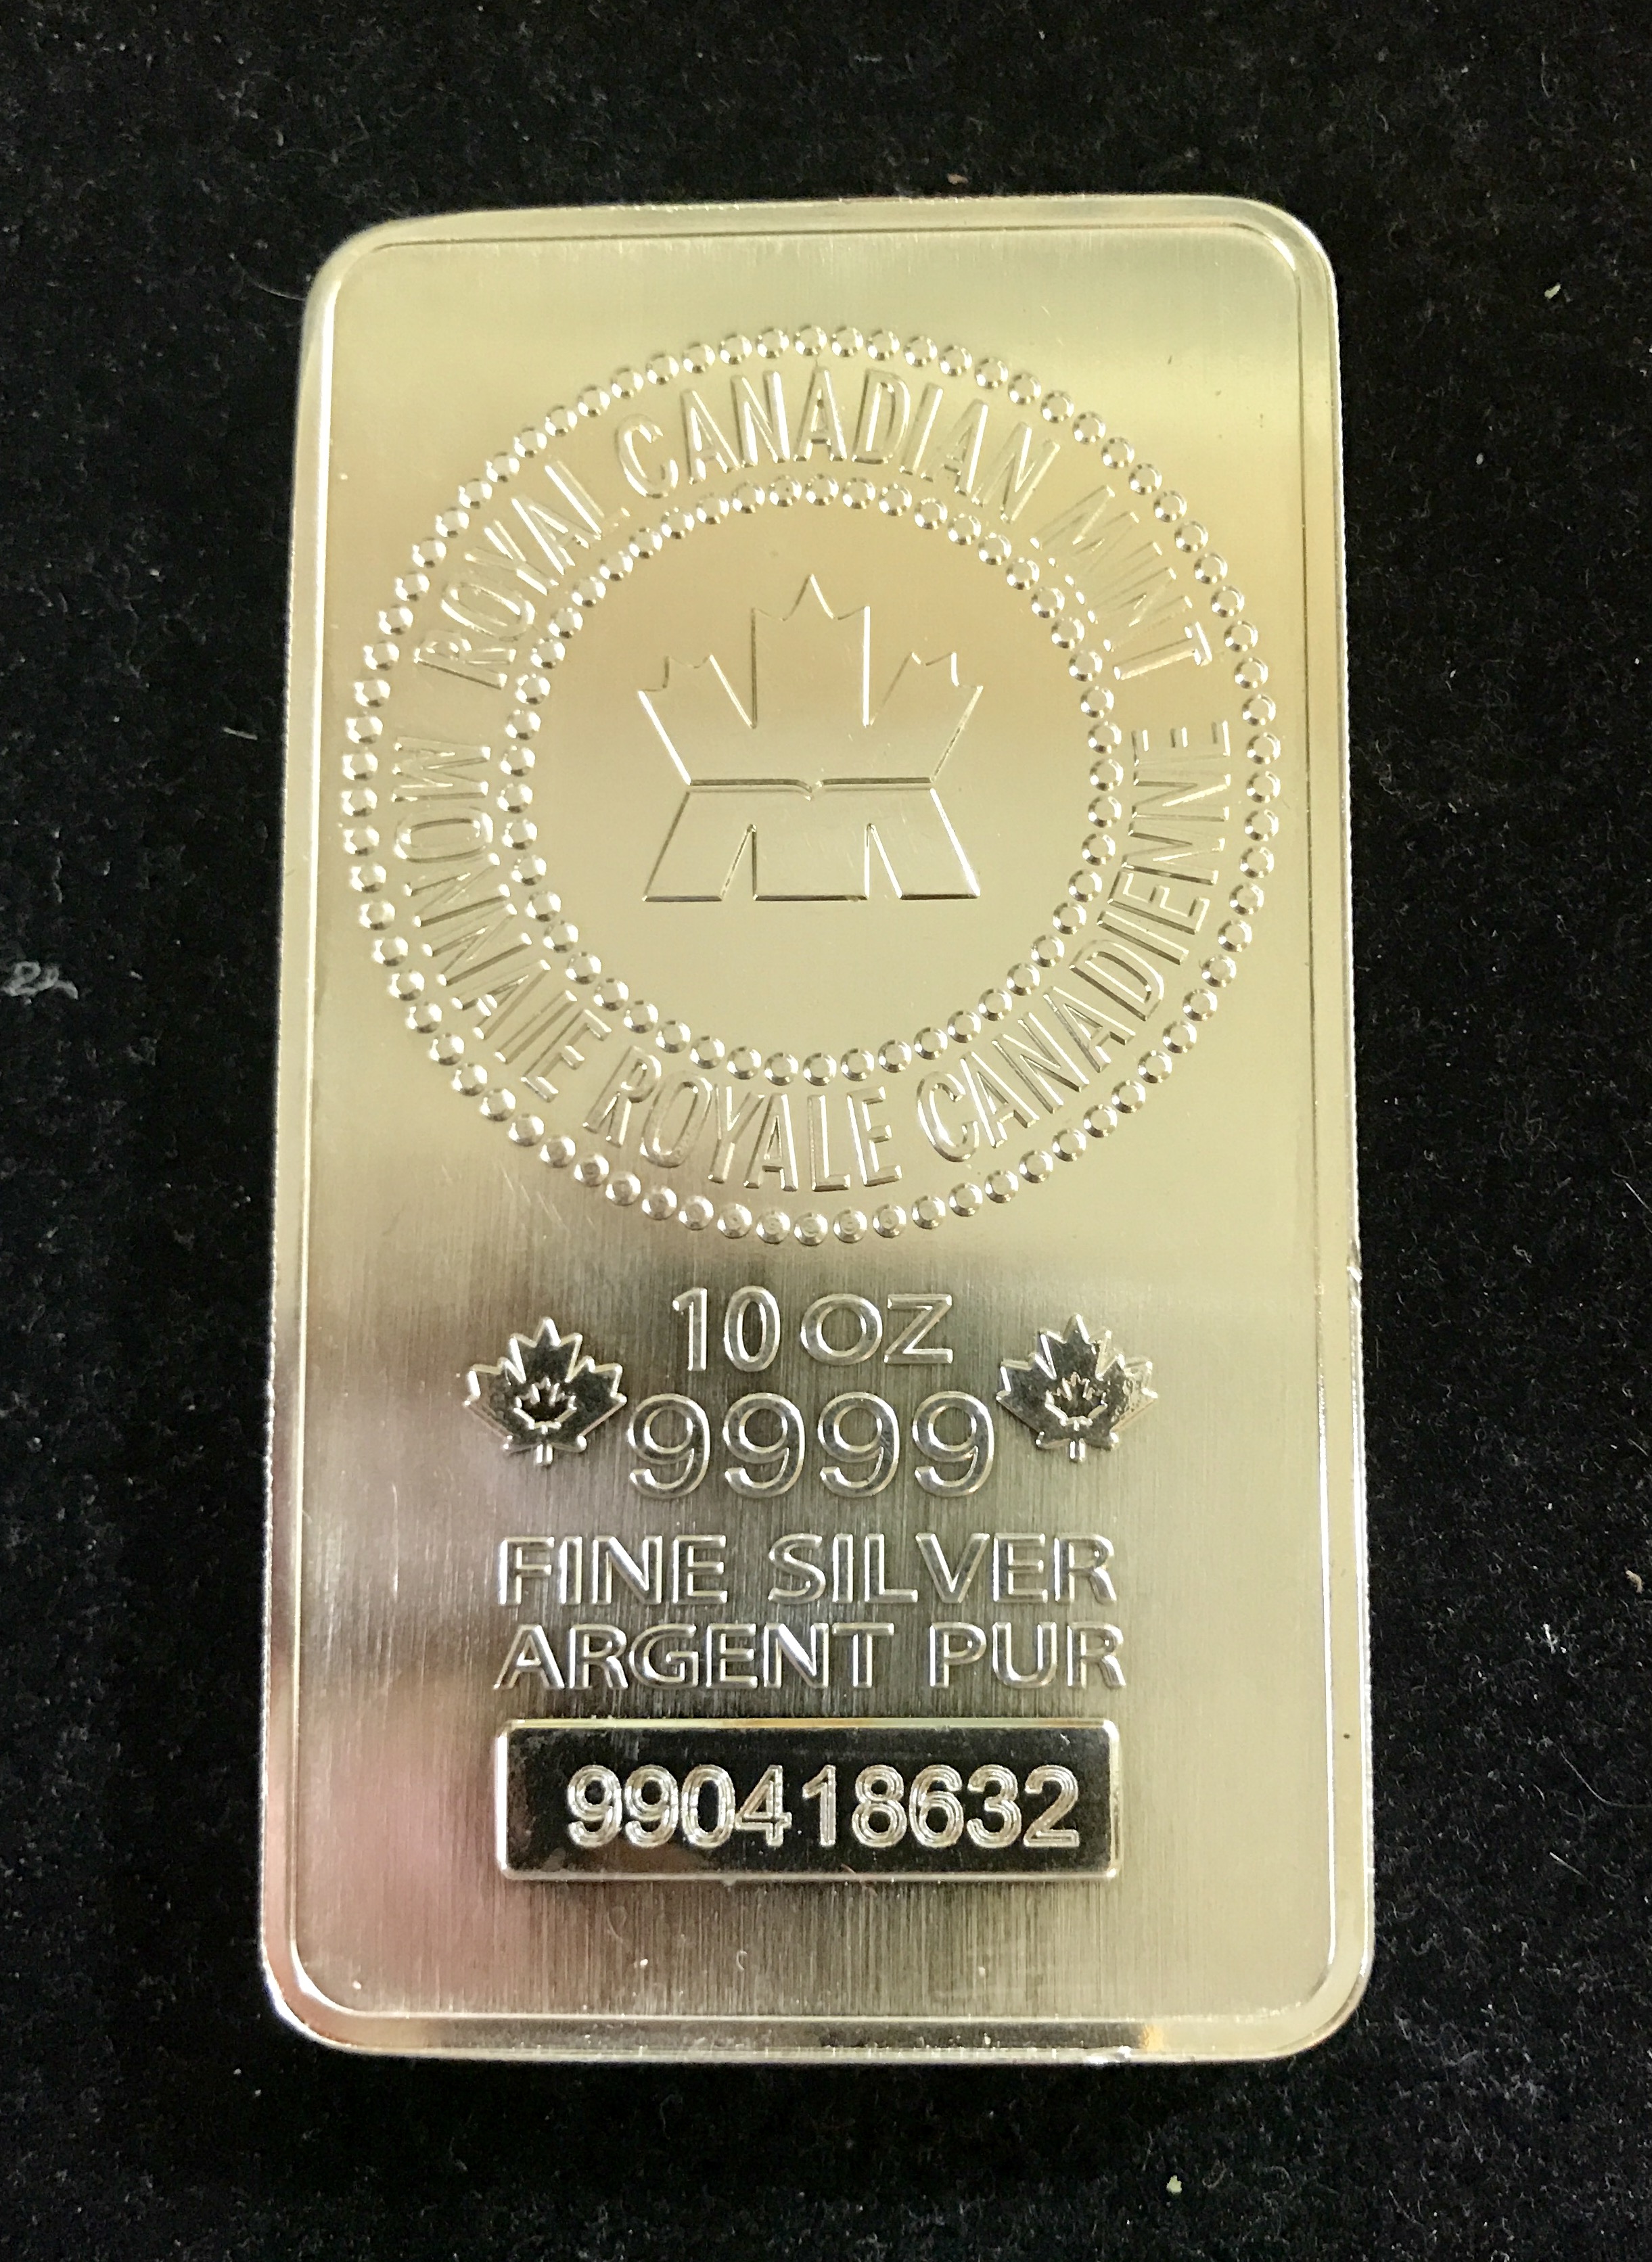 ROYAL CANADIAN MINT
MONNAIE ROYALE CANADIENNE
10 OZ
9999
FINE SILVER
ARGENT PUR
990418632